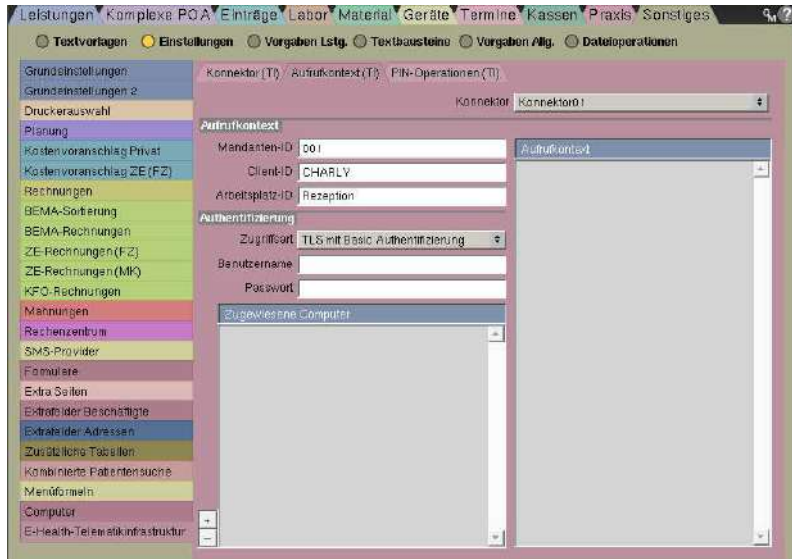 Leistungen Komplexe POA Einträge Labor Material Geräte Termine Kassen Praxis Sonstiges
Textvorlagen Einstellungen Vorgaben Lstg. Textbausteine Vorgaben Allg. Dateioperationen
Grundeinstellungen
Grundeinstellungen 2
Druckerauswahl
Planung
Kostenvoranschlag Privat
Kostenvoranschlag ZE (FZ)
Rechnungen
BEMA-Sortierung
BEMA-Rechnungen
ZE-Rechnungen (FZ)
ZE-Rechnungen (MK)
KFO-Rechnungen
Mahnungen
Rechenzentrum
SMS-Provider
Formulare
Extra Seiten
Extrafelder Beschäftigte
Extrafelder Adressen
Zusätzliche Tabellen
Kombinierte Patientensuche
Menüformeln
Computer
E-Health-Telematikinfrastruktur
Konnektor (TI) Aufrufkontext (TI) PIN-Operationen (TI)
Konnektor Konnektor01
Aufrufkontext
Mandanten-ID 001
Client-ID CHARLY
Arbeitsplatz-ID Rezeption
Authentifizierung
Zugriffsart TLS mit Basic Authentifizierung
Benutzername
Passwort
Zugewiesene Computer
Aufrufkontext